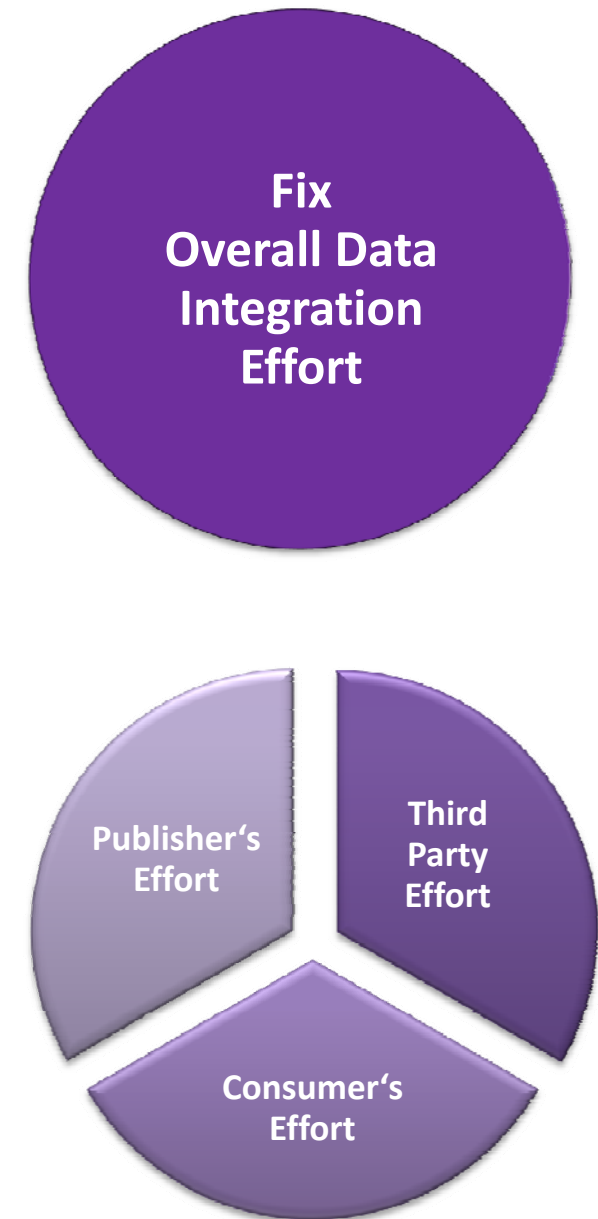 Fix
Overall Data
Integration
Effort
Publisher‘s
Effort
Third
Party
Effort
Consumer‘s
Effort